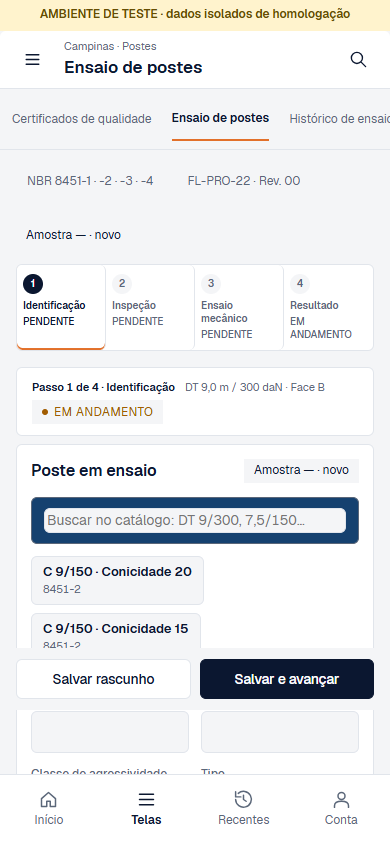 AMBIENTE DE TESTE · dados isolados de homologação
Campinas · Postes
Ensaio de postes
Certificados de qualidade Ensaio de postes Histórico de ensaio
NBR 8451-1 · -2 · -3 · -4 FL-PRO-22 · Rev. 00
Amostra — · novo
1 2 3 4
Identificação Inspeção Ensaio mecânico Resultado
PENDENTE PENDENTE PENDENTE EM ANDAMENTO
Passo 1 de 4 · Identificação DT 9,0 m / 300 daN · Face B
EM ANDAMENTO
Poste em ensaio Amostra — · novo
Buscar no catálogo: DT 9/300, 7,5/150...
C 9/150 · Conicidade 20
8451-2
C 9/150 · Conicidade 15
8451-2
Salvar rascunho Salvar e avançar
Classe de agressividade Tipo
Início Telas Recentes Conta